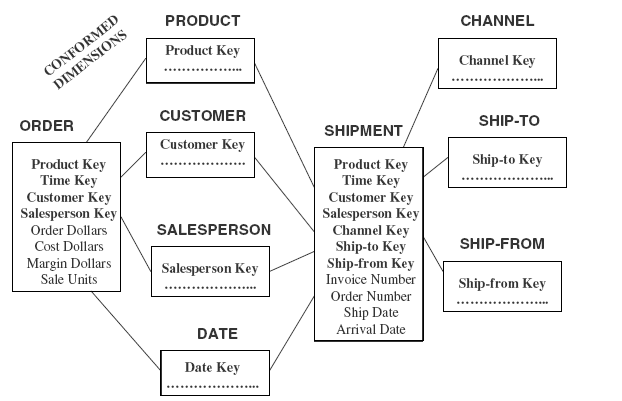 CONFORMED
DIMENSIONS
PRODUCT
Product Key
………………...
CUSTOMER
Customer Key
……………….
SALESPERSON
Salesperson Key
………………...
DATE
Date Key
…………………...
ORDER
Product Key
Time Key
Customer Key
Salesperson Key
Order Dollars
Cost Dollars
Margin Dollars
Sale Units
SHIPMENT
Product Key
Time Key
Customer Key
Salesperson Key
Channel Key
Ship-to Key
Ship-from Key
Invoice Number
Order Number
Ship Date
Arrival Date
CHANNEL
Channel Key
…………………...
SHIP-TO
Ship-to Key
…………………...
SHIP-FROM
Ship-from Key
…………………...